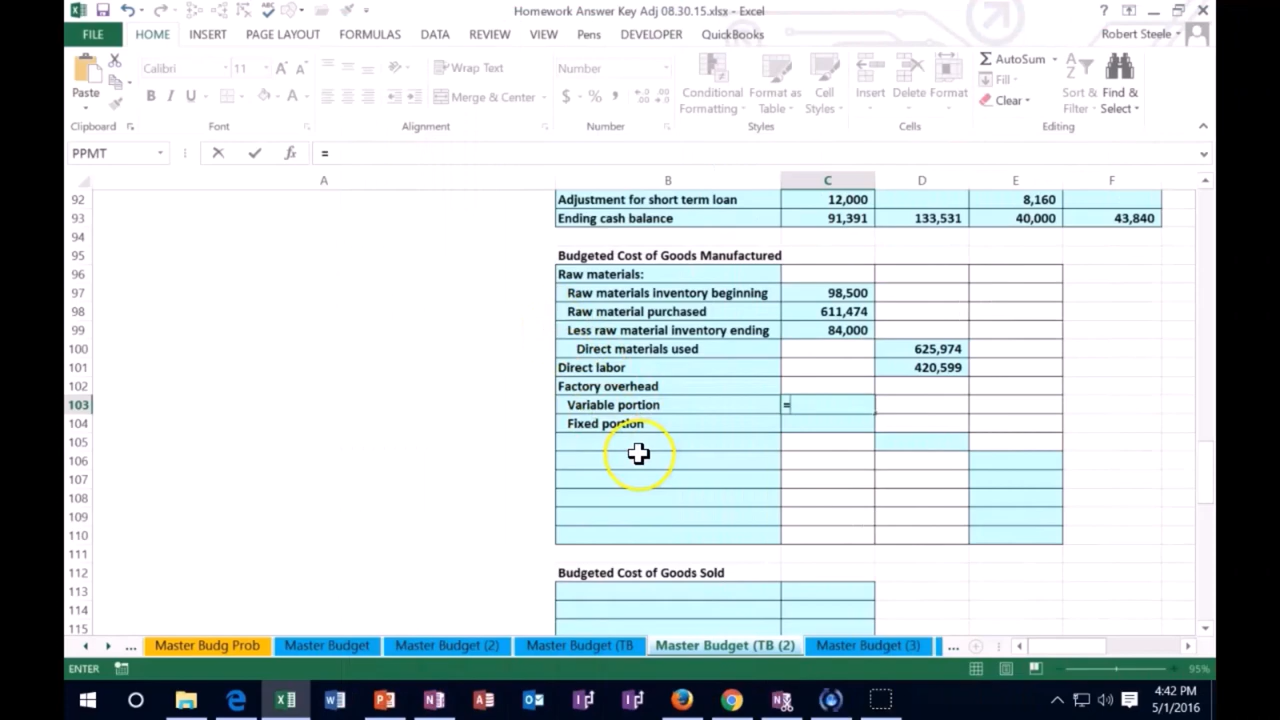 Homework Answer Key Adj 08.30.15.xlsx - Excel
?
FILE HOME INSERT PAGE LAYOUT FORMULAS DATA REVIEW VIEW Pens DEVELOPER QuickBooks Robert Steele
Calibri 11 A A Wrap Text Number AutoSum
Paste B I U A Merge & Center $ % Conditional Formatting Format as Table Cell Styles Insert Delete Format Fill Clear Sort & Filter Find & Select
Clipboard Font Alignment Number Styles Cells Editing
PPMT fx =
A B C D E F
92 Adjustment for short term loan 12,000 8,160
93 Ending cash balance 91,391 133,531 40,000 43,840
94
95 Budgeted Cost of Goods Manufactured
96 Raw materials:
97 Raw materials inventory beginning 98,500
98 Raw material purchased 611,474
99 Less raw material inventory ending 84,000
100 Direct materials used 625,974
101 Direct labor 420,599
102 Factory overhead
103 Variable portion =
104 Fixed portion
105
106
107
108
109
110
111
112 Budgeted Cost of Goods Sold
113
114
115
... Master Budg Prob Master Budget Master Budget (2) Master Budget (TB Master Budget (TB (2) Master Budget (3) ...
ENTER 95%
4:42 PM
5/1/2016